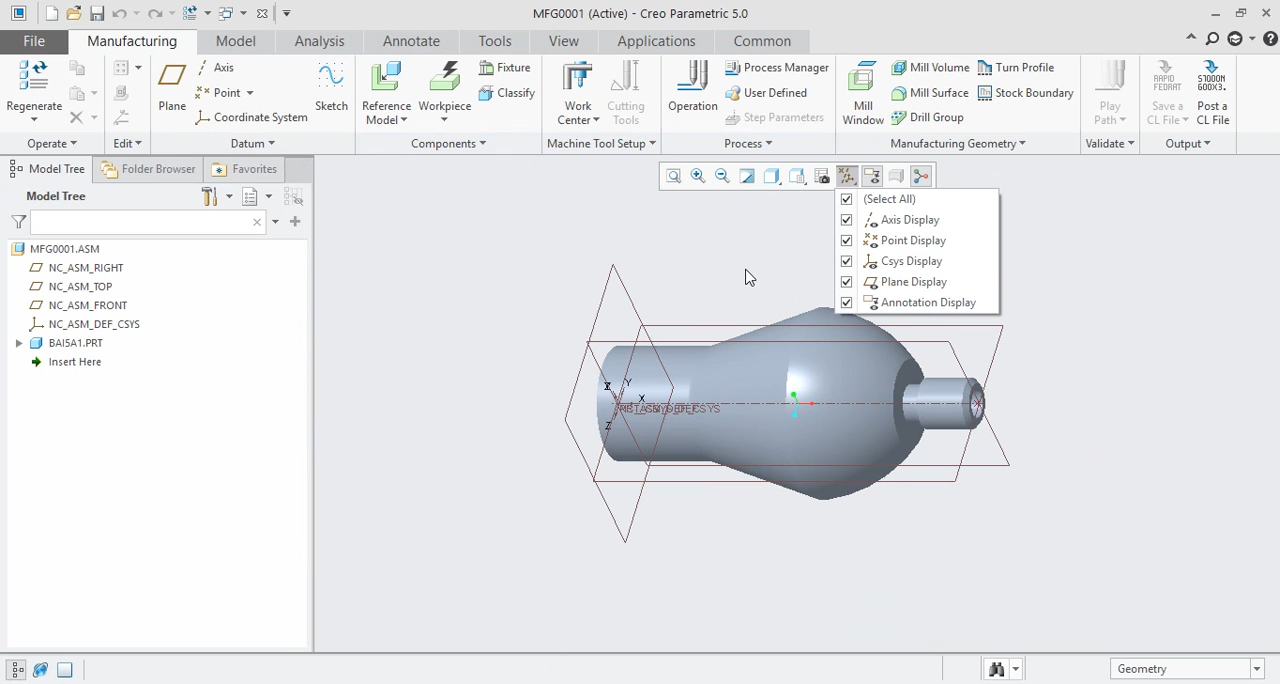 MFG0001 (Active) - Creo Parametric 5.0
File Manufacturing Model Analysis Annotate Tools View Applications Common
Regenerate
Operate
Edit
Plane
Axis
Point
Coordinate System
Sketch
Datum
Reference Model
Workpiece
Fixture
Classify
Components
Work Center
Cutting Tools
Machine Tool Setup
Operation
Process Manager
User Defined
Step Parameters
Process
Mill Window
Mill Volume
Mill Surface
Drill Group
Turn Profile
Stock Boundary
Manufacturing Geometry
Play Path
Validate
RAPID
FEDRAT
Save a CL File
S1000N
G00X3.
Post a CL File
Output
Model Tree Folder Browser Favorites
Model Tree
MFG0001.ASM
NC_ASM_RIGHT
NC_ASM_TOP
NC_ASM_FRONT
NC_ASM_DEF_CSYS
BAI5A1.PRT
Insert Here
(Select All)
Axis Display
Point Display
Csys Display
Plane Display
Annotation Display
Y
X
Z
Geometry